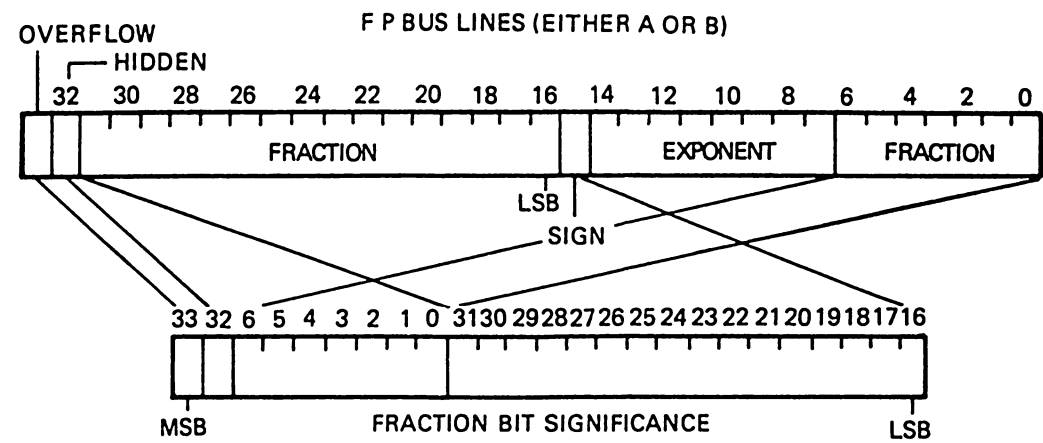 F P BUS LINES (EITHER A OR B)
OVERFLOW
HIDDEN
32 30 28 26 24 22 20 18 16 14 12 10 8 6 4 2 0
FRACTION EXPONENT FRACTION
LSB
SIGN
33 32 6 5 4 3 2 1 0 31 30 29 28 27 26 25 24 23 22 21 20 19 18 17 16
MSB FRACTION BIT SIGNIFICANCE LSB